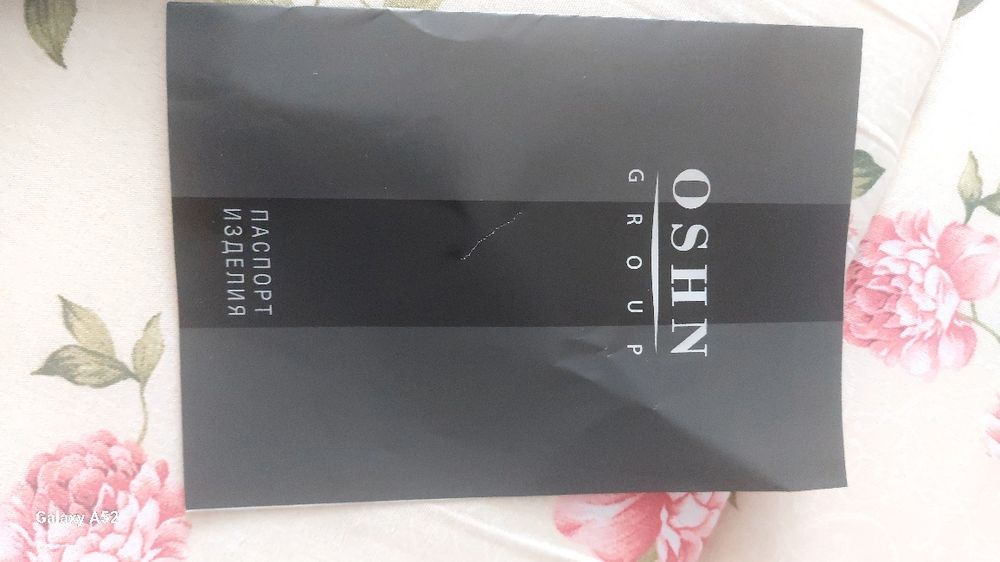 OSHN
GROUP
ПАСПОРТ
ИЗДЕЛИЯ
Galaxy A52